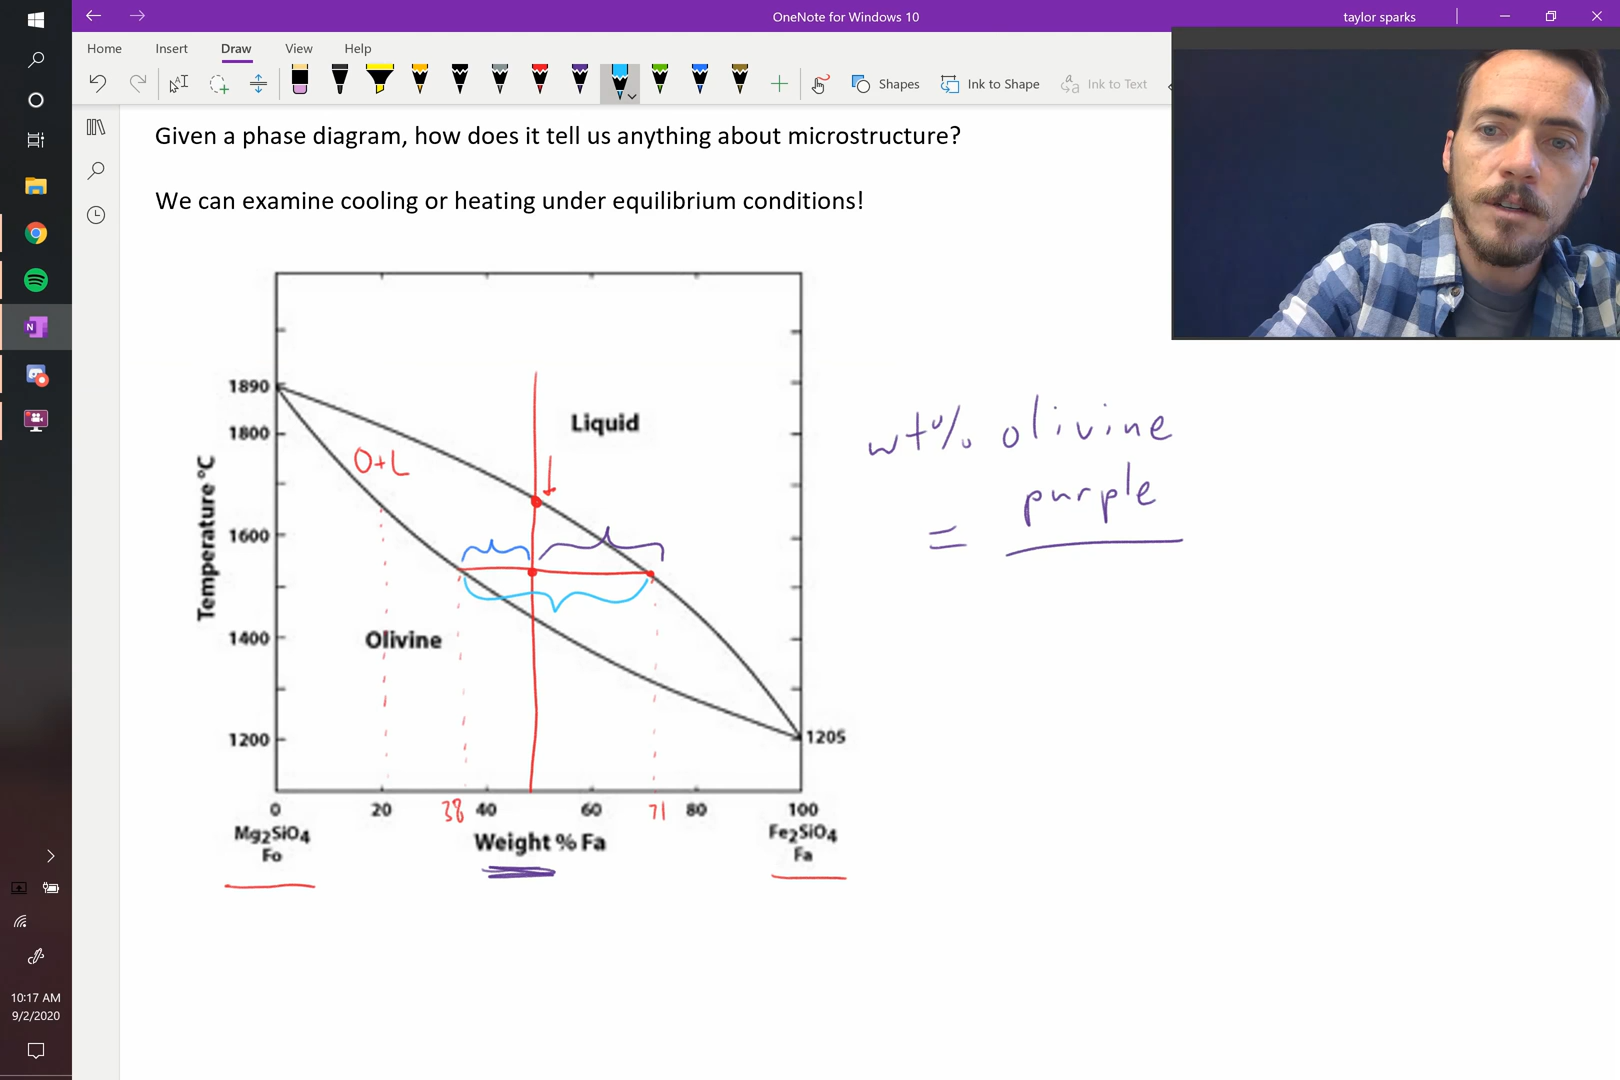 OneNote for Windows 10
taylor sparks
Home Insert Draw View Help
Shapes Ink to Shape Ink to Text
Given a phase diagram, how does it tell us anything about microstructure?
We can examine cooling or heating under equilibrium conditions!
1890
1800
1600
1400
1200
Temperature °C
Liquid
O+L
Olivine
1205
0 20 38 40 60 71 80 100
Mg2SiO4
Fo
Weight % Fa
Fe2SiO4
Fa
wt% olivine
= purple
10:17 AM
9/2/2020